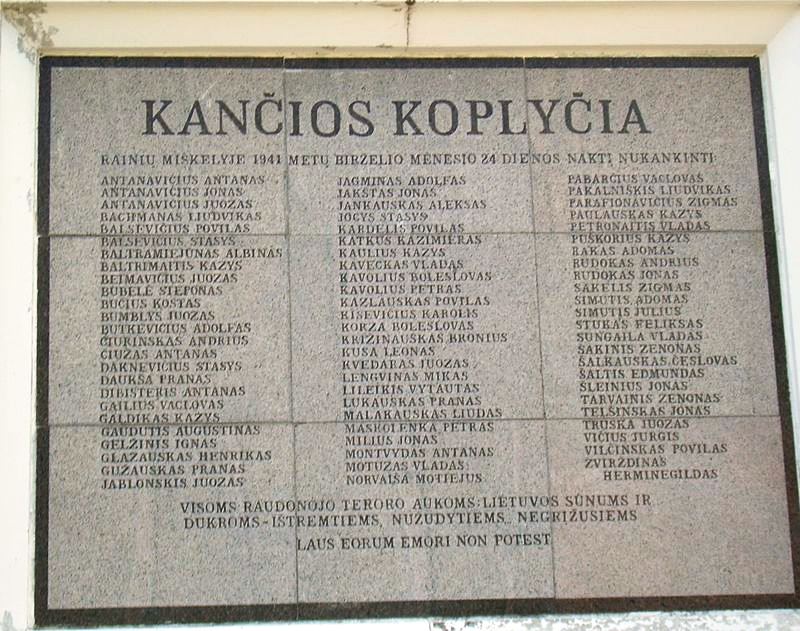 KANČIOS KOPLYČIA
RAINIŲ MIŠKELYJE 1941 METŲ BIRŽELIO MĖNESIO 24 DIENOS NAKTĮ NUKANKINTI:
ANTANAVIČIUS ANTANAS
ANTANAVIČIUS JONAS
ANTANAVIČIUS JUOZAS
BACHMANAS LIUDVIKAS
BALSEVIČIUS POVILAS
BALSEVIČIUS STASYS
BALTRAMIEJŪNAS ALBINAS
BALTRIMAITIS KAZYS
BEIMAVIČIUS JUOZAS
BUBĖLĖ STEPONAS
BUČIUS KOSTAS
BUMBLYS JUOZAS
BUTKEVIČIUS ADOLFAS
ČIURINSKAS ANDRIUS
ČIUŽAS ANTANAS
DAKNEVIČIUS STASYS
DAUKŠA PRANAS
DIBISTERIS ANTANAS
GAILIUS VACLOVAS
GALDIKAS KAZYS
GAUDUTIS AUGUSTINAS
GELŽINIS IGNAS
GLAZAUSKAS HENRIKAS
GUŽAUSKAS PRANAS
JABLONSKIS JUOZAS
JAGMINAS ADOLFAS
JAKŠTAS JONAS
JANKAUSKAS ALEKSAS
JOCYS STASYS
KARDELIS POVILAS
KATKUS KAZIMIERAS
KAULIUS KAZYS
KAVECKAS VLADAS
KAVOLIUS BOLESLOVAS
KAVOLIUS PETRAS
KAZLAUSKAS POVILAS
KISEVIČIUS KAROLIS
KORZA BOLESLOVAS
KRIŽINAUSKAS BRONIUS
KUSA LEONAS
KVEDARAS JUOZAS
LENGVINAS MIKAS
LILEIKIS VYTAUTAS
LUKAUSKAS PRANAS
MALAKAUSKAS LIUDAS
MASKOLENKA PETRAS
MILIUS JONAS
MONTVYDAS ANTANAS
MOTUZAS VLADAS
NORVAIŠA MOTIEJUS
PABARČIUS VACLOVAS
PAKALNIŠKIS LIUDVIKAS
PARAFIONAVIČIUS ZIGMAS
PAULAUSKAS KAZYS
PETRONAITIS VLADAS
PUŠKORIUS KAZYS
RAKAS ADOMAS
RUDOKAS ANDRIUS
RUDOKAS JONAS
SAKELIS ZIGMAS
SIMUTIS ADOMAS
SIMUTIS JULIUS
STUKAS FELIKSAS
SUNGAILA VLADAS
ŠAKINIS ZENONAS
ŠALKAUSKAS ČESLOVAS
ŠALTIS EDMUNDAS
ŠLEINIUS JONAS
TARVAINIS ZENONAS
TELŠINSKAS JONAS
TRUŠKA JUOZAS
VIČIUS JURGIS
VILČINSKAS POVILAS
ZVIRZDINAS
HERMINEGILDAS
VISOMS RAUDONOJO TERORO AUKOMS: LIETUVOS SŪNUMS IR
DUKROMS-IŠTREMTIEMS, NUŽUDYTIEMS, NEGRĮŽUSIEMS
LAUS EORUM EMORI NON POTEST